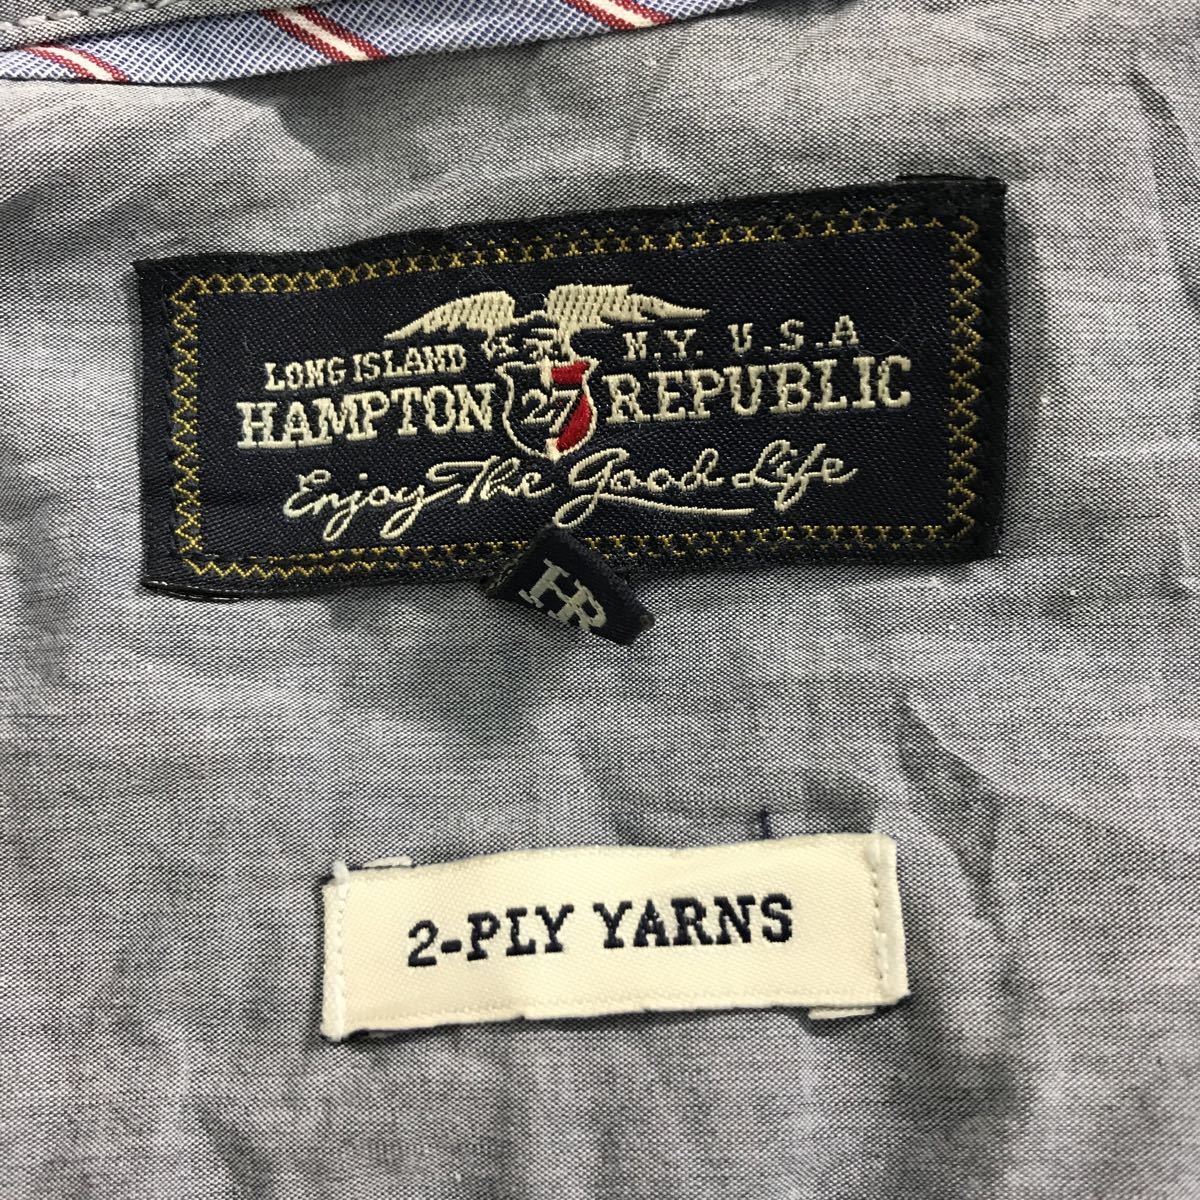 LONG ISLAND N.Y. U.S.A
HAMPTON 27 REPUBLIC
Enjoy The Good Life
HR
2-PLY YARNS